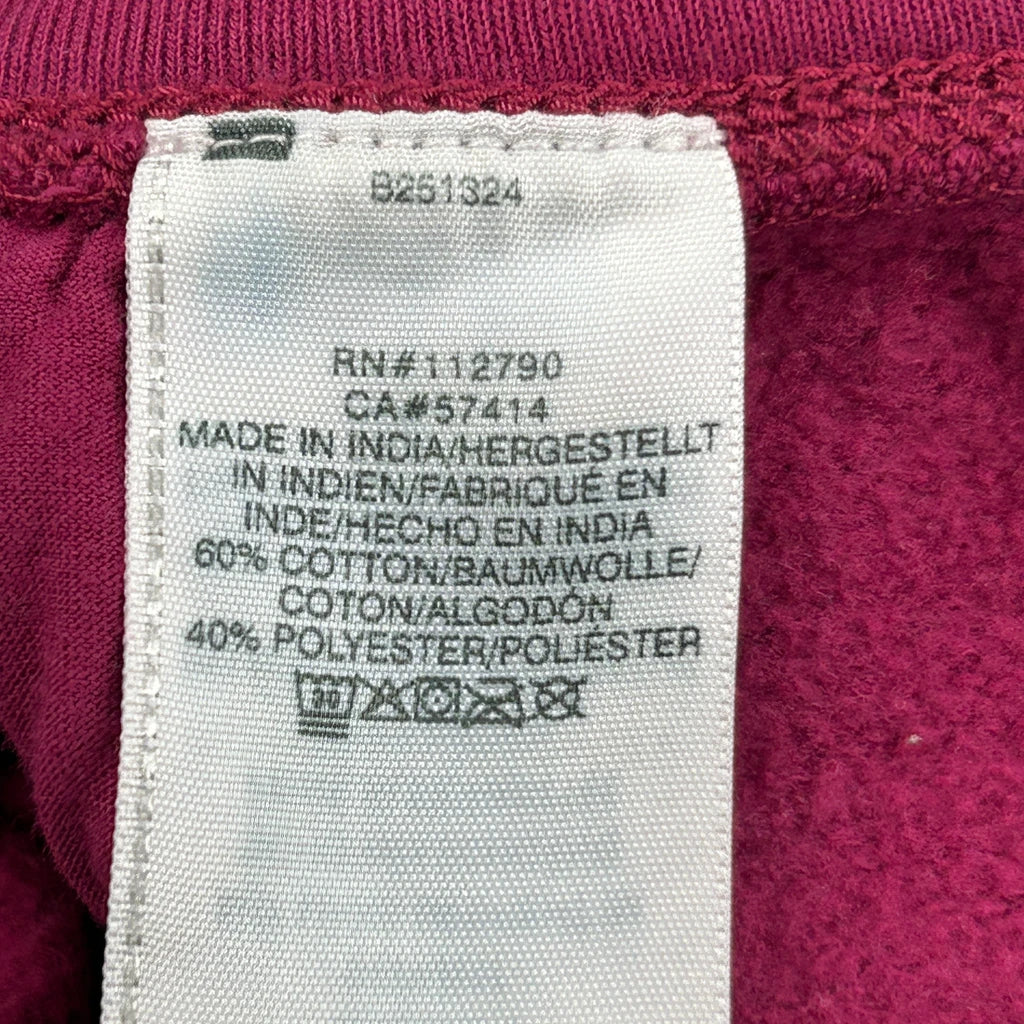 B251324
RN#112790
CA#57414
MADE IN INDIA/HERGESTELLT
IN INDIEN/FABRIQUÉ EN
INDE/HECHO EN INDIA
60% COTTON/BAUMWOLLE/
COTON/ALGODÓN
40% POLYESTER/POLIÉSTER
30